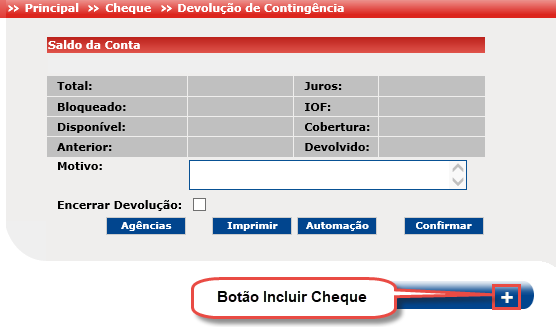 >> Principal >> Cheque >> Devolução de Contingência
Saldo da Conta
Total: Juros:
Bloqueado: IOF:
Disponível: Cobertura:
Anterior: Devolvido:
Motivo:
Encerrar Devolução:
Agências Imprimir Automação Confirmar
Botão Incluir Cheque +